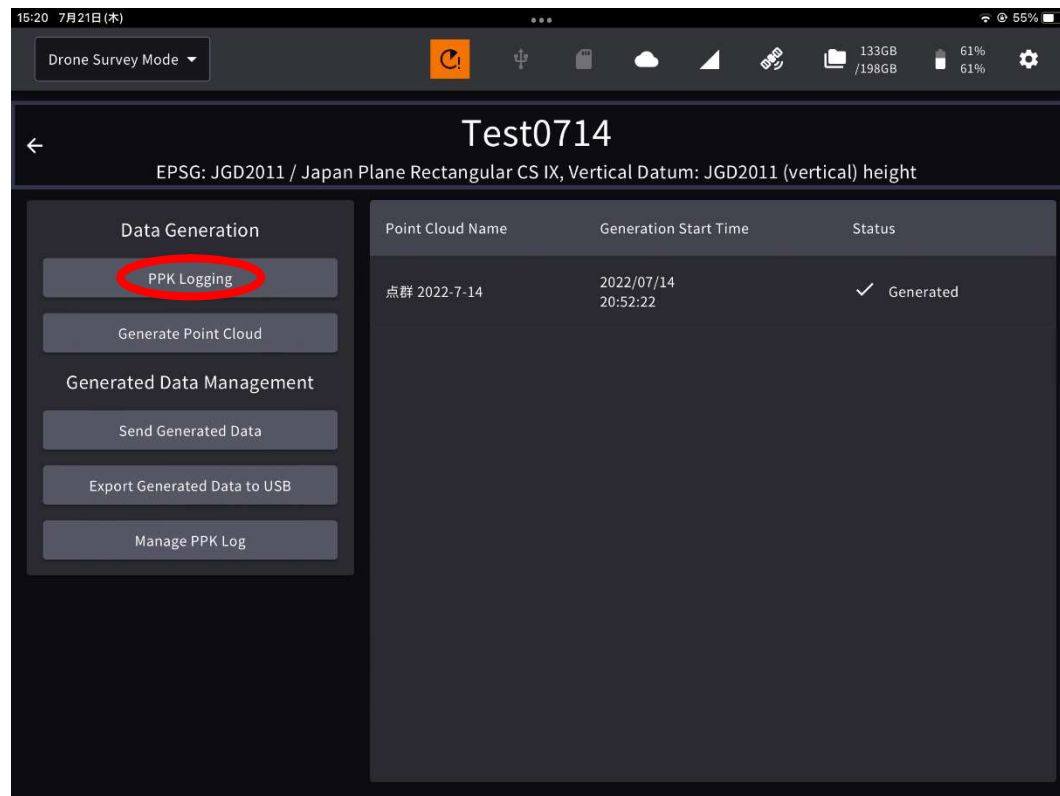 15:20 7月21日(木)
55%
Drone Survey Mode
133GB
/198GB
61%
61%
Test0714
EPSG: JGD2011 / Japan Plane Rectangular CS IX, Vertical Datum: JGD2011 (vertical) height
Data Generation
PPK Logging
Generate Point Cloud
Generated Data Management
Send Generated Data
Export Generated Data to USB
Manage PPK Log
Point Cloud Name
Generation Start Time
Status
点群 2022-7-14
2022/07/14
20:52:22
Generated